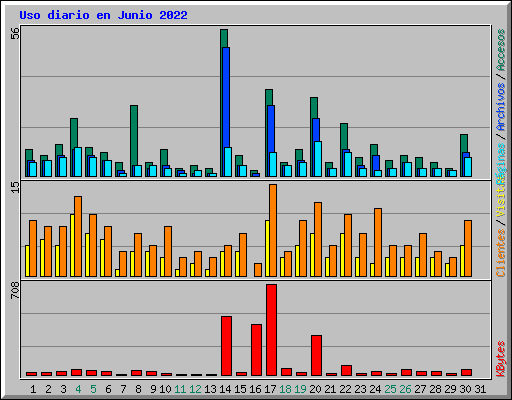 Uso diario en Junio 2022
56
15
708
Accesos / Archivos / Páginas
Clientes / Visitas
KBytes
1 2 3 4 5 6 7 8 9 10 11 12 13 14 15 16 17 18 19 20 21 22 23 24 25 26 27 28 29 30 31